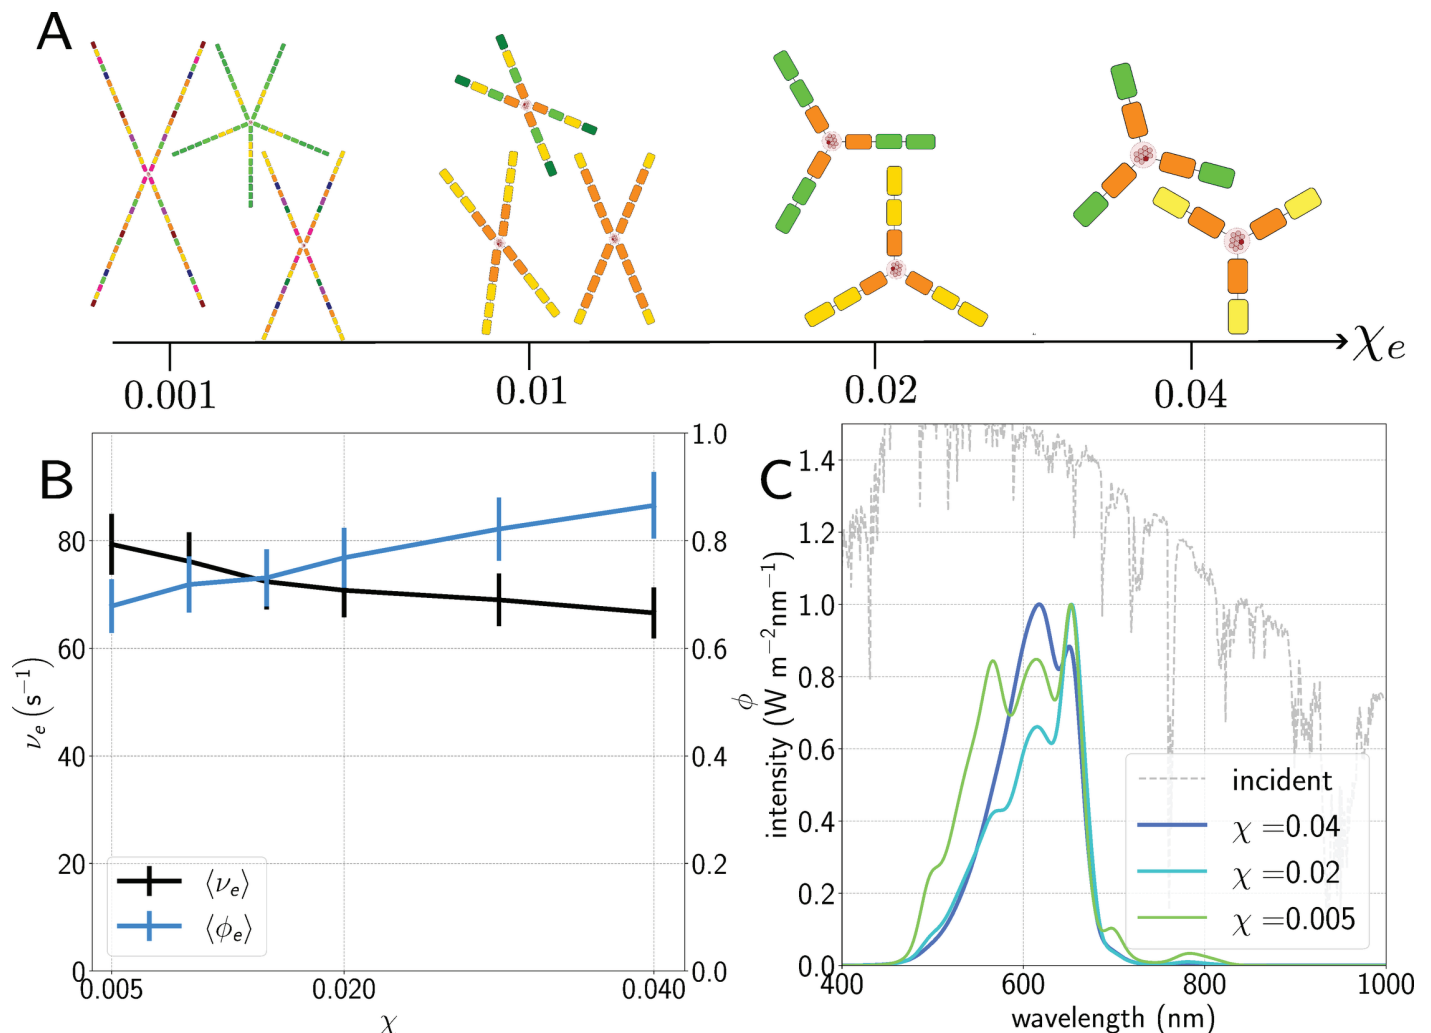 A
χe
0.001
0.01
0.02
0.04
B
1.0
80
0.8
60
0.6
40
0.4
20
0.2
0
0.0
νe (s−1)
ϕ
⟨νe⟩
⟨ϕe⟩
0.005
0.020
0.040
χ
C
1.4
1.2
1.0
0.8
0.6
0.4
0.2
0.0
intensity (W m−2nm−1)
incident
χ =0.04
χ =0.02
χ =0.005
400
600
800
1000
wavelength (nm)